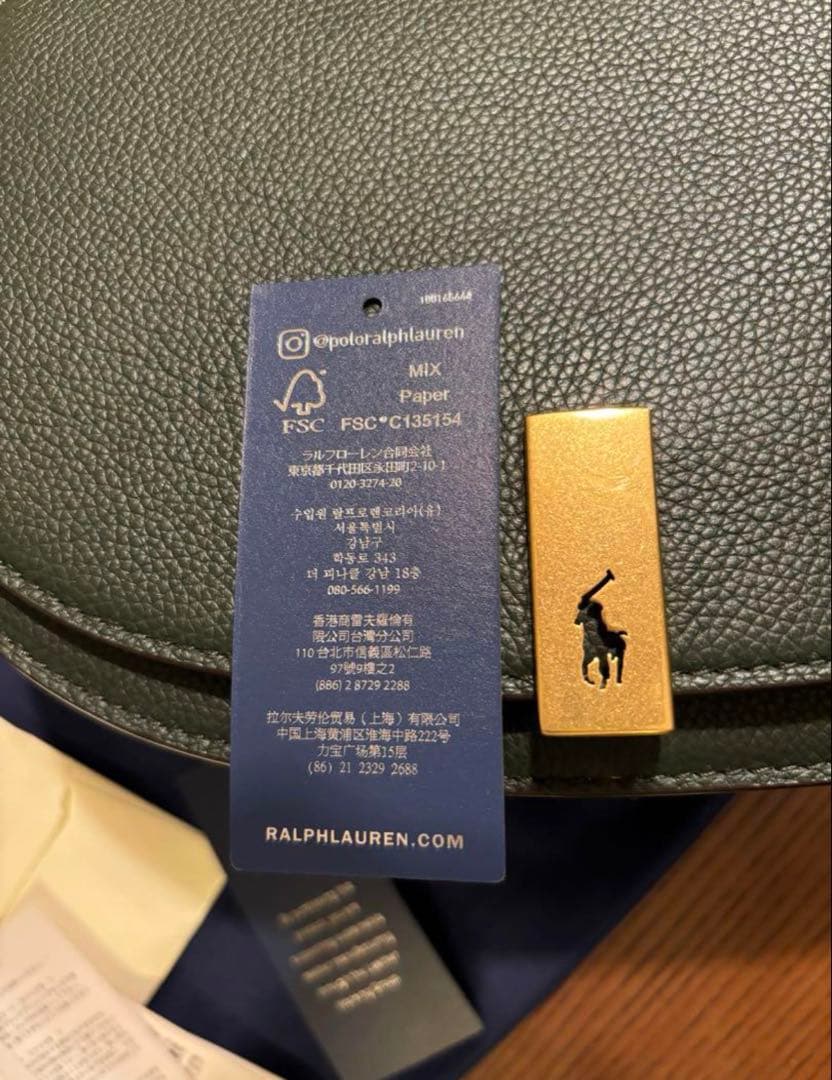 100165668
@poloralphlauren
MIX
Paper
FSC
FSC® C135154
ラルフローレン合同会社
東京都千代田区永田町2-10-1
0120-3274-20
수입원 랄프로렌코리아(유)
서울특별시
강남구
학동로 343
더 피나클 강남 18층
080-566-1199
香港商雷夫羅倫有
限公司台灣分公司
110 台北市信義區松仁路
97號9樓之2
(886) 2 8729 2288
拉尔夫劳伦贸易（上海）有限公司
中国上海黄浦区淮海中路222号
力宝广场第15层
(86) 21 2329 2688
RALPHLAUREN.COM